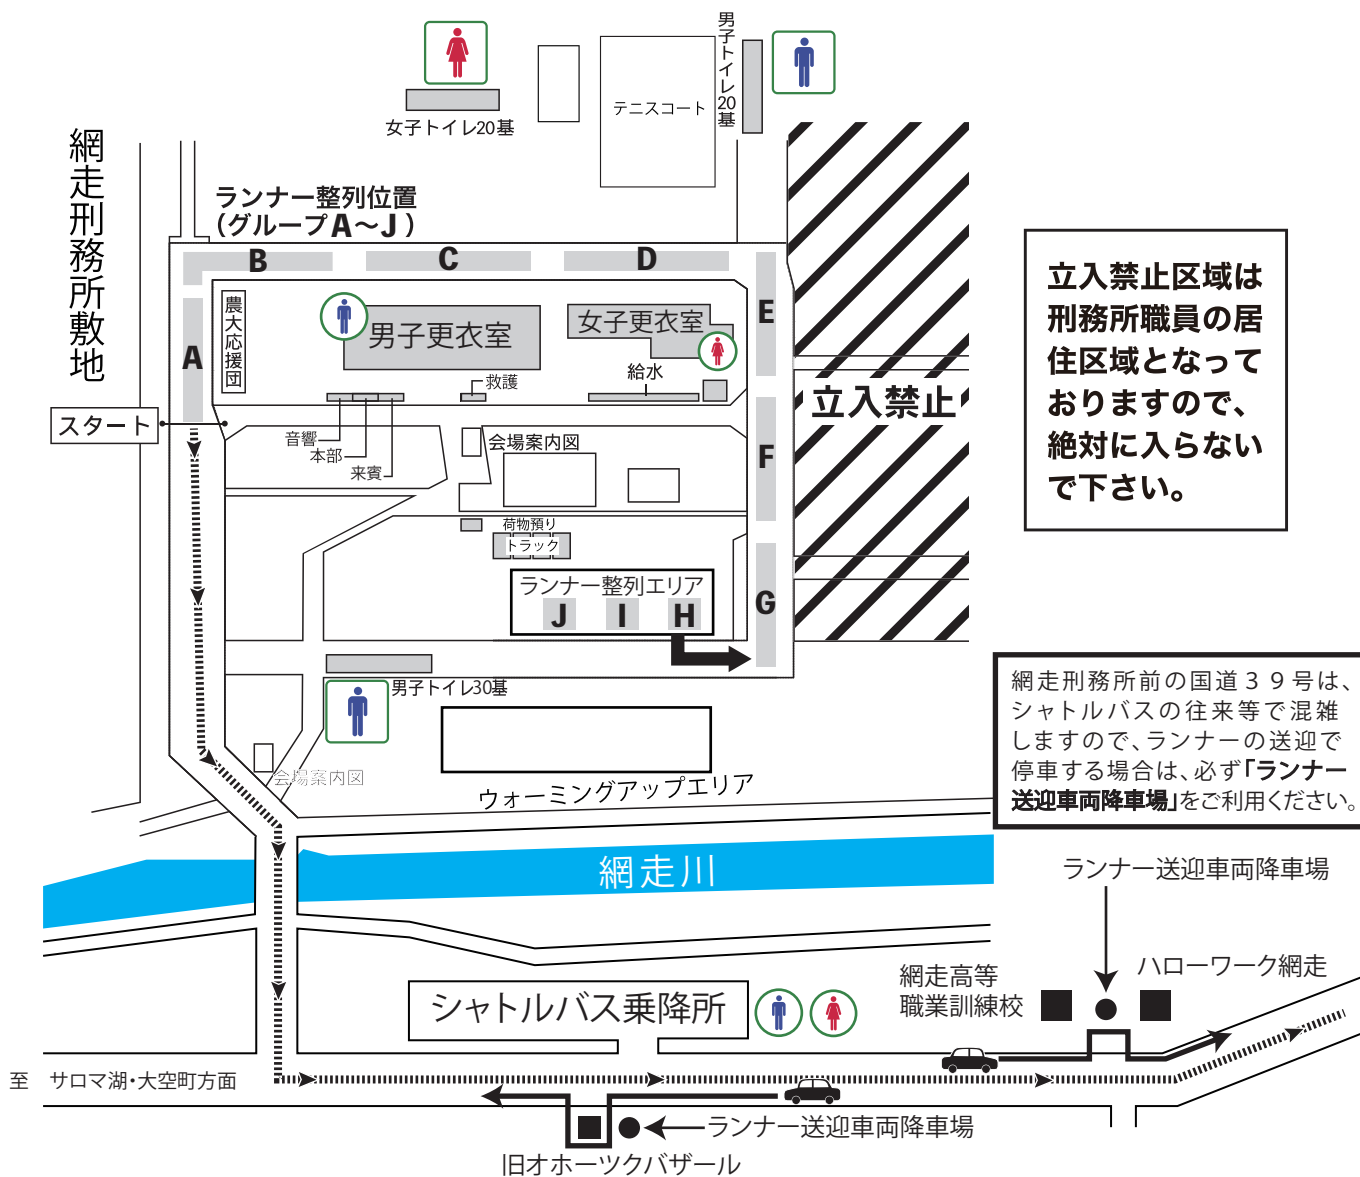 男子トイレ20基
テニスコート
女子トイレ20基
網走刑務所敷地
ランナー整列位置
(グループA〜J)
B
C
D
E
A
農大応援団
男子更衣室
女子更衣室
救護
給水
立入禁止
スタート
音響
本部
来賓
会場案内図
F
荷物預り
トラック
ランナー整列エリア
J
I
H
G
男子トイレ30基
会場案内図
ウォーミングアップエリア
立入禁止区域は
刑務所職員の居
住区域となって
おりますので、
絶対に入らない
で下さい。
網走刑務所前の国道39号は、
シャトルバスの往来等で混雑
しますので、ランナーの送迎で
停車する場合は、必ず「ランナー
送迎車両降車場」をご利用ください。
網走川
ランナー送迎車両降車場
網走高等
職業訓練校
ハローワーク網走
シャトルバス乗降所
至 サロマ湖・大空町方面
ランナー送迎車両降車場
旧オホーツクバザール